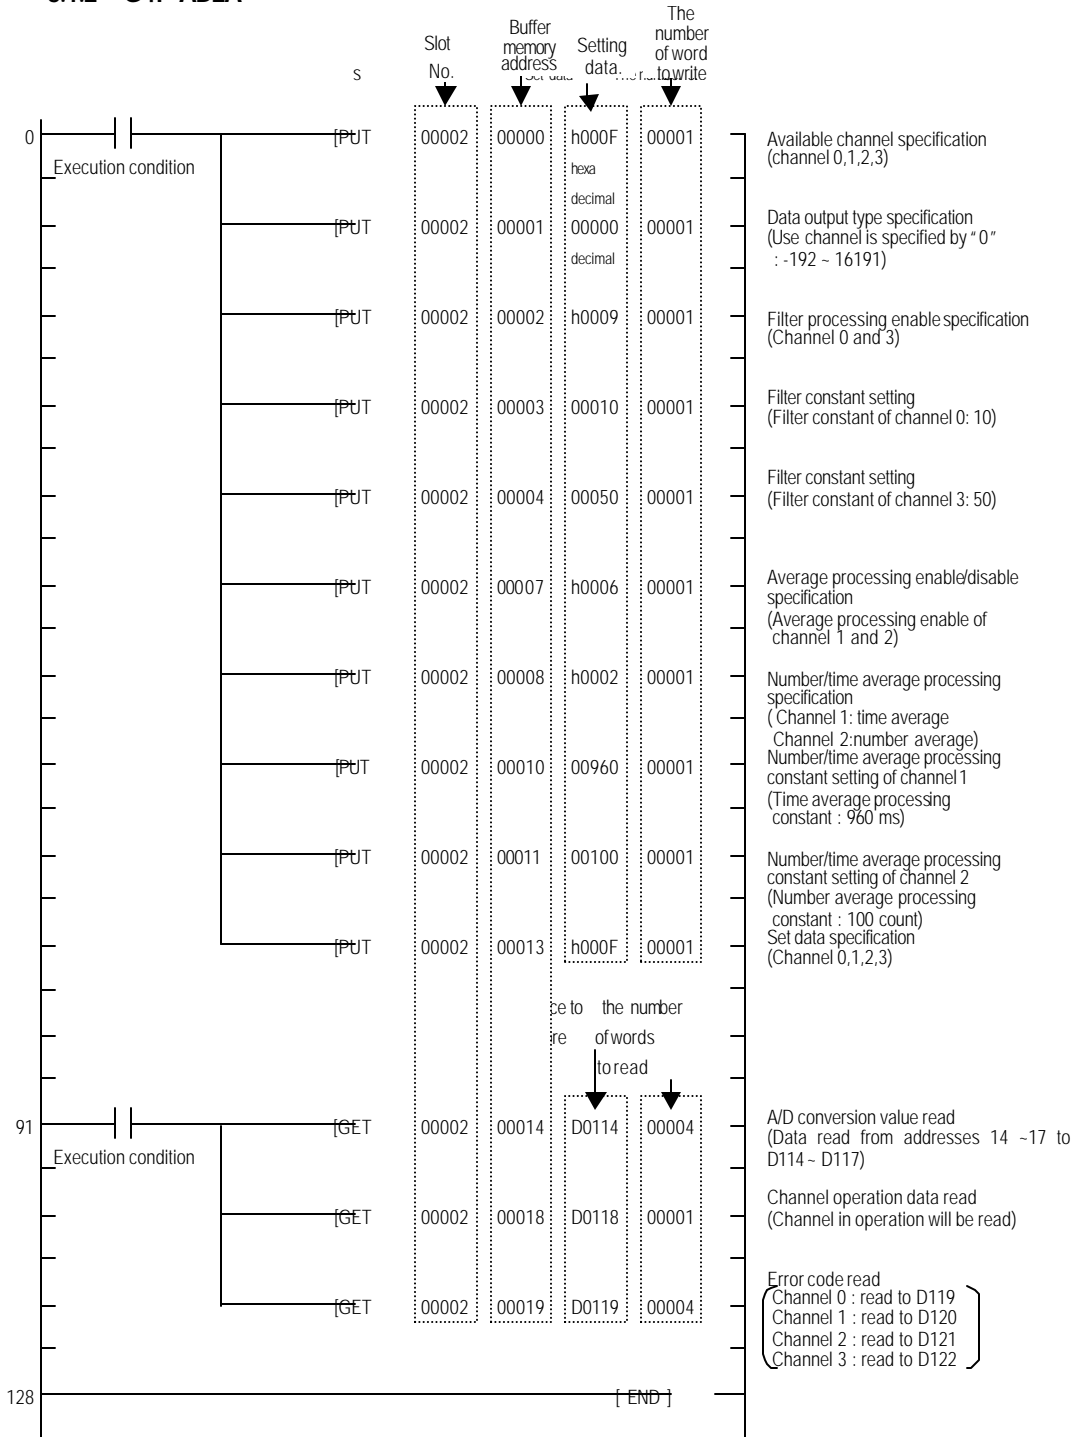 The
number
of word
to write
Buffer
memory
address
Setting
data.
Slot
No.
s
0
Execution condition
[PUT 00002 00000 h000F 00001
hexa
decimal
Available channel specification
(channel 0,1,2,3)
[PUT 00002 00001 00000 00001
decimal
Data output type specification
(Use channel is specified by "0"
: -192 ~ 16191)
[PUT 00002 00002 h0009 00001
Filter processing enable specification
(Channel 0 and 3)
[PUT 00002 00003 00010 00001
Filter constant setting
(Filter constant of channel 0: 10)
[PUT 00002 00004 00050 00001
Filter constant setting
(Filter constant of channel 3: 50)
[PUT 00002 00007 h0006 00001
Average processing enable/disable
specification
(Average processing enable of
channel 1 and 2)
[PUT 00002 00008 h0002 00001
Number/time average processing
specification
( Channel 1: time average
Channel 2:number average)
[PUT 00002 00010 00960 00001
Number/time average processing
constant setting of channel 1
(Time average processing
constant : 960 ms)
[PUT 00002 00011 00100 00001
Number/time average processing
constant setting of channel 2
(Number average processing
constant : 100 count)
[PUT 00002 00013 h000F 00001
Set data specification
(Channel 0,1,2,3)
ce to the number
re of words
to read
91
Execution condition
[GET 00002 00014 D0114 00004
A/D conversion value read
(Data read from addresses 14 ~17 to
D114 ~ D117)
[GET 00002 00018 D0118 00001
Channel operation data read
(Channel in operation will be read)
[GET 00002 00019 D0119 00004
Error code read
Channel 0 : read to D119
Channel 1 : read to D120
Channel 2 : read to D121
Channel 3 : read to D122
128
[ END ]